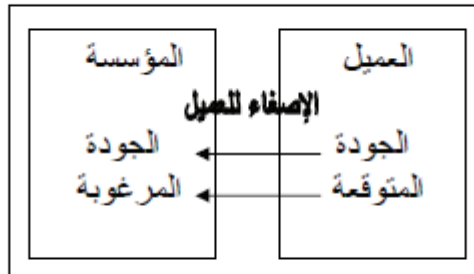 العميل
المؤسسة
الإصغاء للعميل
الجودة
المتوقعة
الجودة
المرغوبة